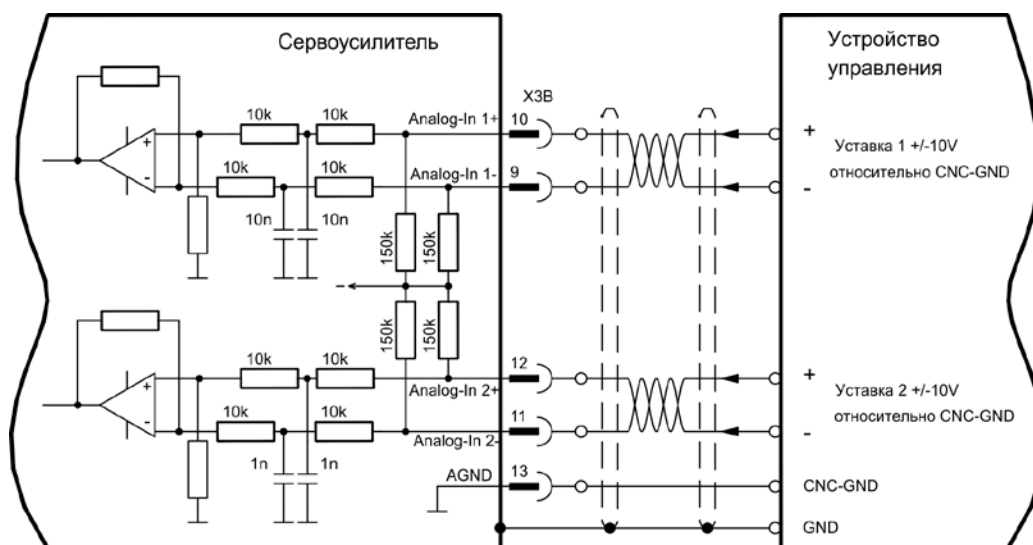 Сервоусилитель
Устройство
управления
X3B
10k
10k
Analog-In 1+
10
+
Уставка 1 +/-10V
относительно CNC-GND
-
+
-
10k
10k
Analog-In 1-
9
10n
10n
150k
150k
150k
150k
10k
10k
12
Analog-In 2+
+
Уставка 2 +/-10V
относительно CNC-GND
-
+
-
10k
10k
11
Analog-In 2-
1n
1n
AGND
13
CNC-GND
GND